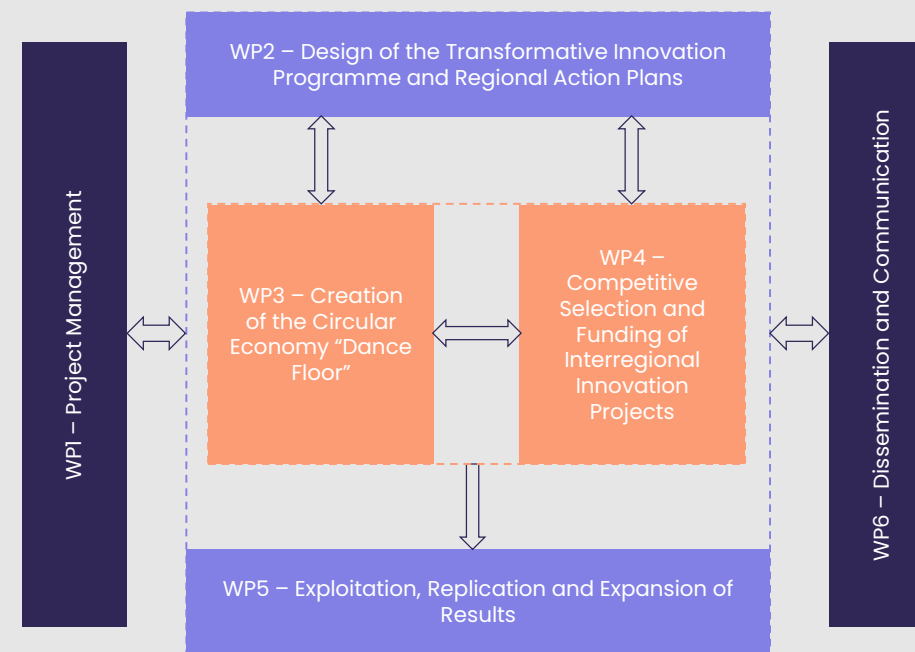 WP2 – Design of the Transformative Innovation
Programme and Regional Action Plans
WP1 – Project Management
WP3 – Creation
of the Circular
Economy “Dance
Floor”
WP4 –
Competitive
Selection and
Funding of
Interregional
Innovation
Projects
WP6 – Dissemination and Communication
WP5 – Exploitation, Replication and Expansion of
Results